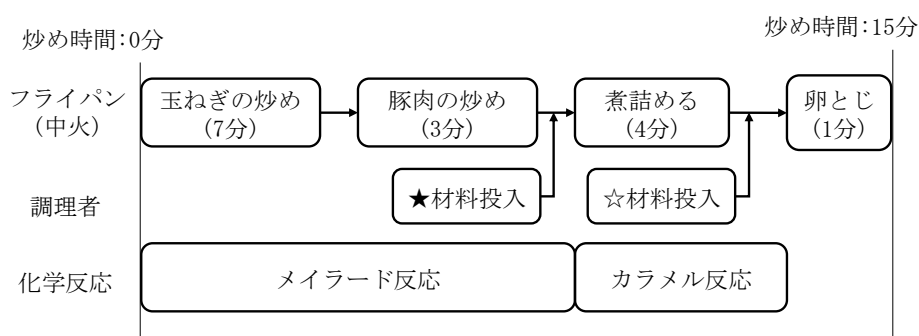 炒め時間:0分
炒め時間:15分
フライパン
(中火)
玉ねぎの炒め
(7分)
豚肉の炒め
(3分)
煮詰める
(4分)
卵とじ
(1分)
調理者
★材料投入
☆材料投入
化学反応
メイラード反応
カラメル反応